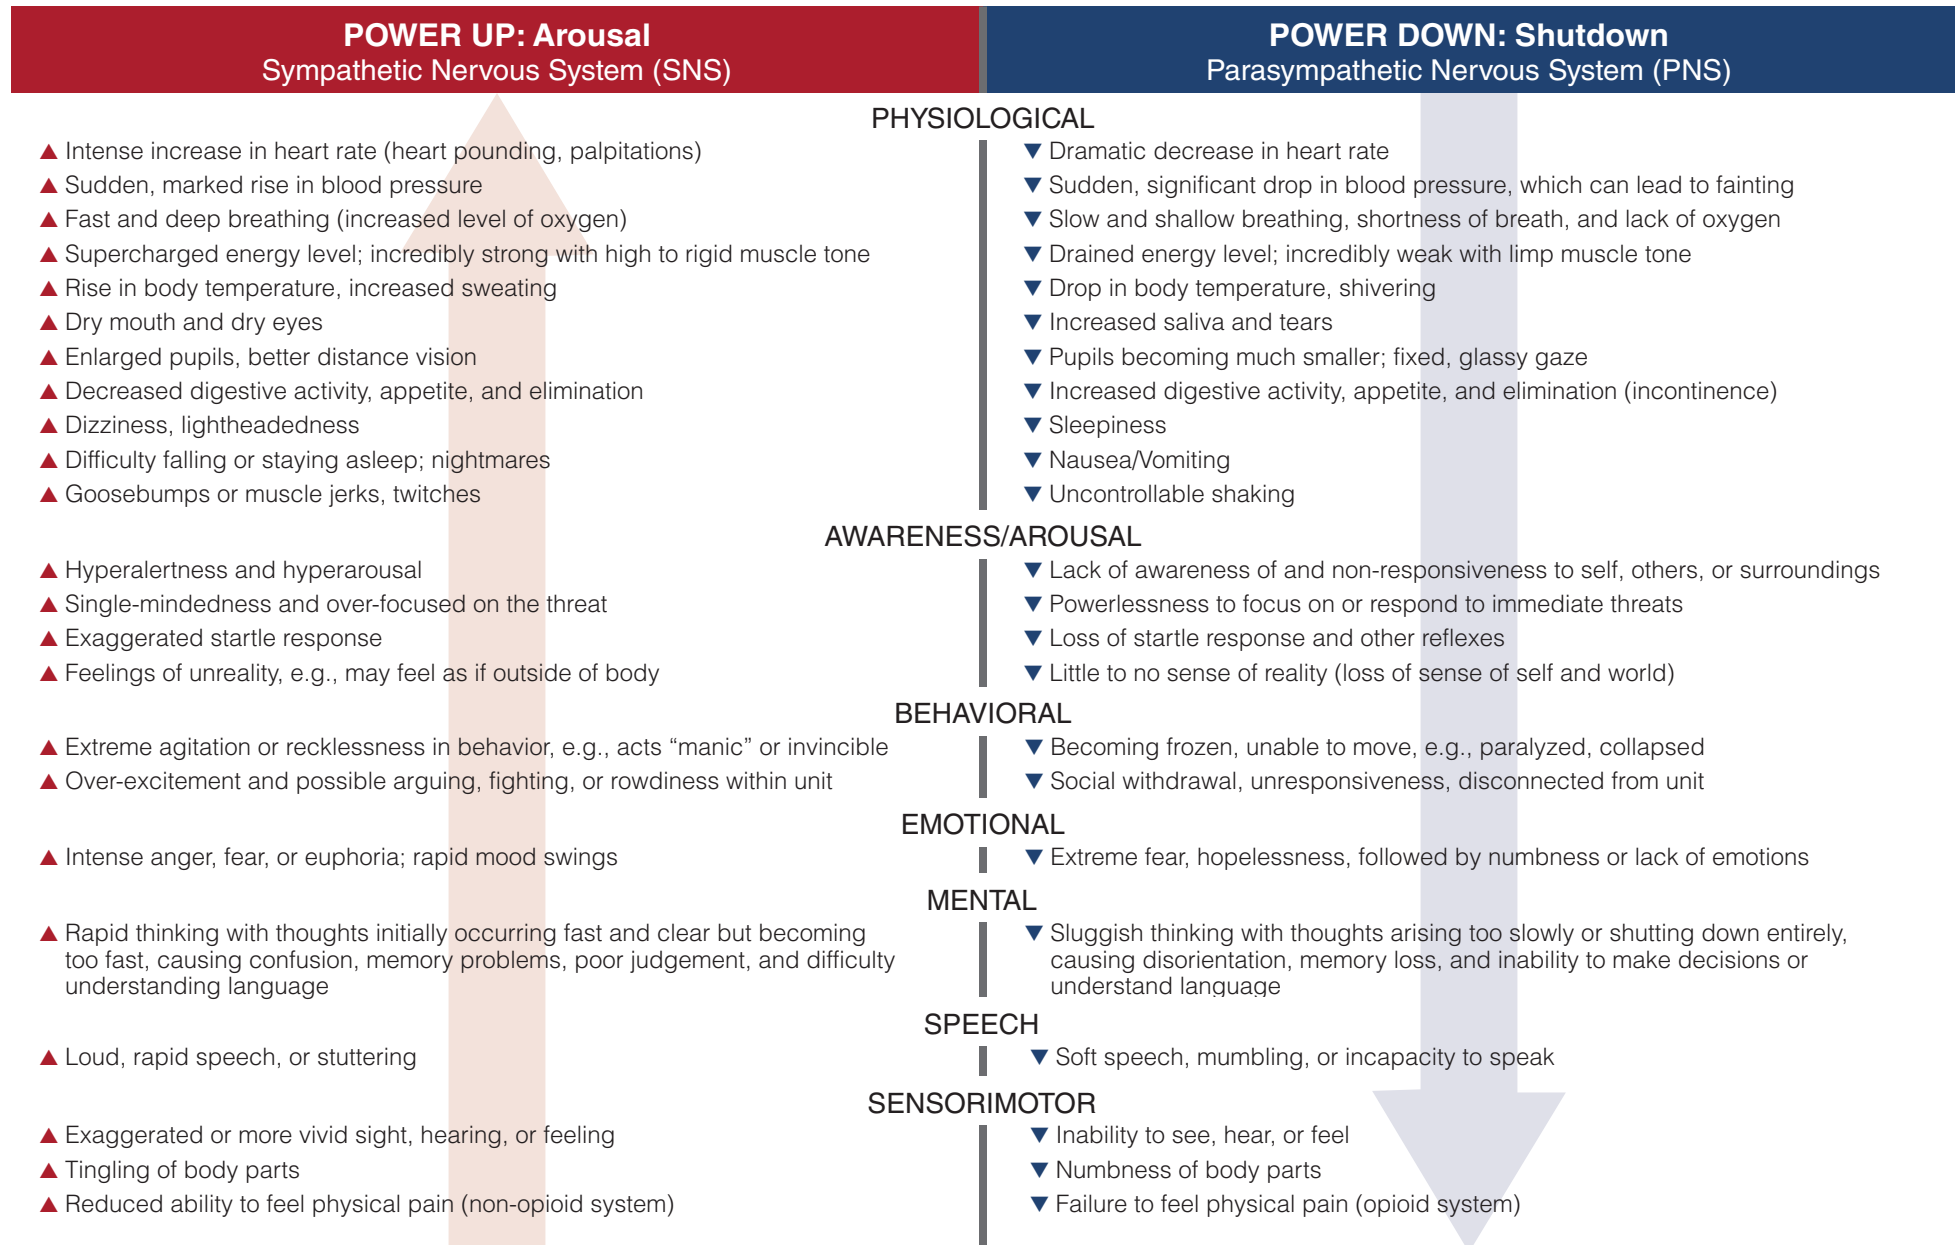 POWER UP: Arousal
Sympathetic Nervous System (SNS)
POWER DOWN: Shutdown
Parasympathetic Nervous System (PNS)
PHYSIOLOGICAL
▲ Intense increase in heart rate (heart pounding, palpitations)
▲ Sudden, marked rise in blood pressure
▲ Fast and deep breathing (increased level of oxygen)
▲ Supercharged energy level; incredibly strong with high to rigid muscle tone
▲ Rise in body temperature, increased sweating
▲ Dry mouth and dry eyes
▲ Enlarged pupils, better distance vision
▲ Decreased digestive activity, appetite, and elimination
▲ Dizziness, lightheadedness
▲ Difficulty falling or staying asleep; nightmares
▲ Goosebumps or muscle jerks, twitches
▼ Dramatic decrease in heart rate
▼ Sudden, significant drop in blood pressure, which can lead to fainting
▼ Slow and shallow breathing, shortness of breath, and lack of oxygen
▼ Drained energy level; incredibly weak with limp muscle tone
▼ Drop in body temperature, shivering
▼ Increased saliva and tears
▼ Pupils becoming much smaller; fixed, glassy gaze
▼ Increased digestive activity, appetite, and elimination (incontinence)
▼ Sleepiness
▼ Nausea/Vomiting
▼ Uncontrollable shaking
AWARENESS/AROUSAL
▲ Hyperalertness and hyperarousal
▲ Single-mindedness and over-focused on the threat
▲ Exaggerated startle response
▲ Feelings of unreality, e.g., may feel as if outside of body
▼ Lack of awareness of and non-responsiveness to self, others, or surroundings
▼ Powerlessness to focus on or respond to immediate threats
▼ Loss of startle response and other reflexes
▼ Little to no sense of reality (loss of sense of self and world)
BEHAVIORAL
▲ Extreme agitation or recklessness in behavior, e.g., acts “manic” or invincible
▲ Over-excitement and possible arguing, fighting, or rowdiness within unit
▼ Becoming frozen, unable to move, e.g., paralyzed, collapsed
▼ Social withdrawal, unresponsiveness, disconnected from unit
EMOTIONAL
▲ Intense anger, fear, or euphoria; rapid mood swings
▼ Extreme fear, hopelessness, followed by numbness or lack of emotions
MENTAL
▲ Rapid thinking with thoughts initially occurring fast and clear but becoming
too fast, causing confusion, memory problems, poor judgement, and difficulty
understanding language
▼ Sluggish thinking with thoughts arising too slowly or shutting down entirely,
causing disorientation, memory loss, and inability to make decisions or
understand language
SPEECH
▲ Loud, rapid speech, or stuttering
▼ Soft speech, mumbling, or incapacity to speak
SENSORIMOTOR
▲ Exaggerated or more vivid sight, hearing, or feeling
▲ Tingling of body parts
▲ Reduced ability to feel physical pain (non-opioid system)
▼ Inability to see, hear, or feel
▼ Numbness of body parts
▼ Failure to feel physical pain (opioid system)